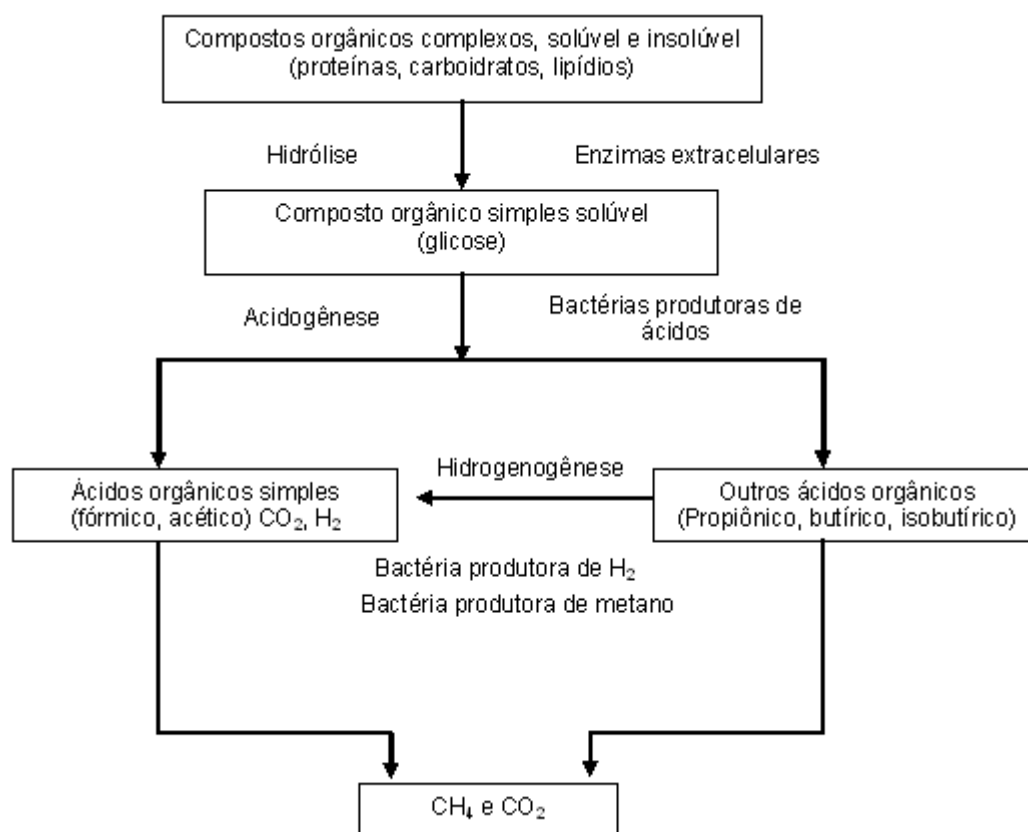 Compostos orgânicos complexos, solúvel e insolúvel
(proteínas, carboidratos, lipídios)
Hidrólise
Enzimas extracelulares
Composto orgânico simples solúvel
(glicose)
Acidogênese
Bactérias produtoras de
ácidos
Ácidos orgânicos simples
(fórmico, acético) CO₂, H₂
Hidrogenogênese
Outros ácidos orgânicos
(Propiônico, butírico, isobutírico)
Bactéria produtora de H₂
Bactéria produtora de metano
CH₄ e CO₂